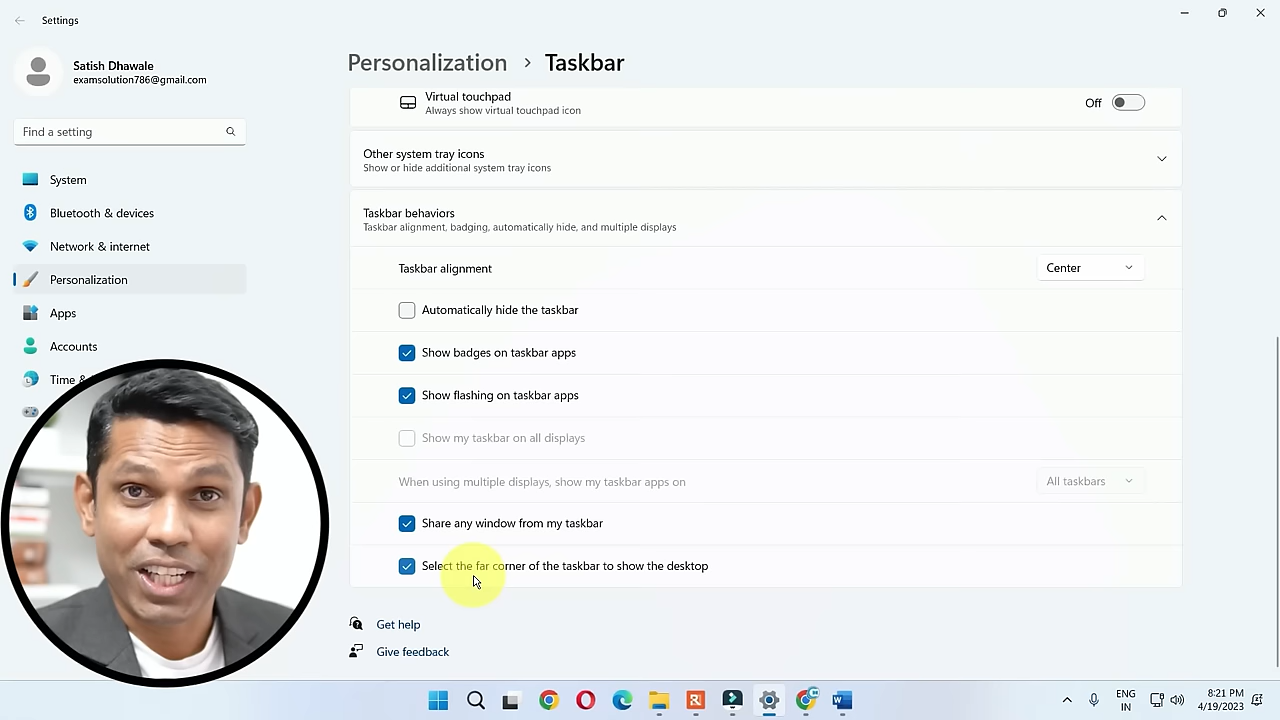 Settings
Satish Dhawale
examsolution786@gmail.com
Find a setting
System
Bluetooth & devices
Network & internet
Personalization
Apps
Accounts
Time &
Personalization > Taskbar
Virtual touchpad
Always show virtual touchpad icon
Off
Other system tray icons
Show or hide additional system tray icons
Taskbar behaviors
Taskbar alignment, badging, automatically hide, and multiple displays
Taskbar alignment
Center
Automatically hide the taskbar
Show badges on taskbar apps
Show flashing on taskbar apps
Show my taskbar on all displays
When using multiple displays, show my taskbar apps on
All taskbars
Share any window from my taskbar
Select the far corner of the taskbar to show the desktop
Get help
Give feedback
ENG
IN
8:21 PM
4/19/2023